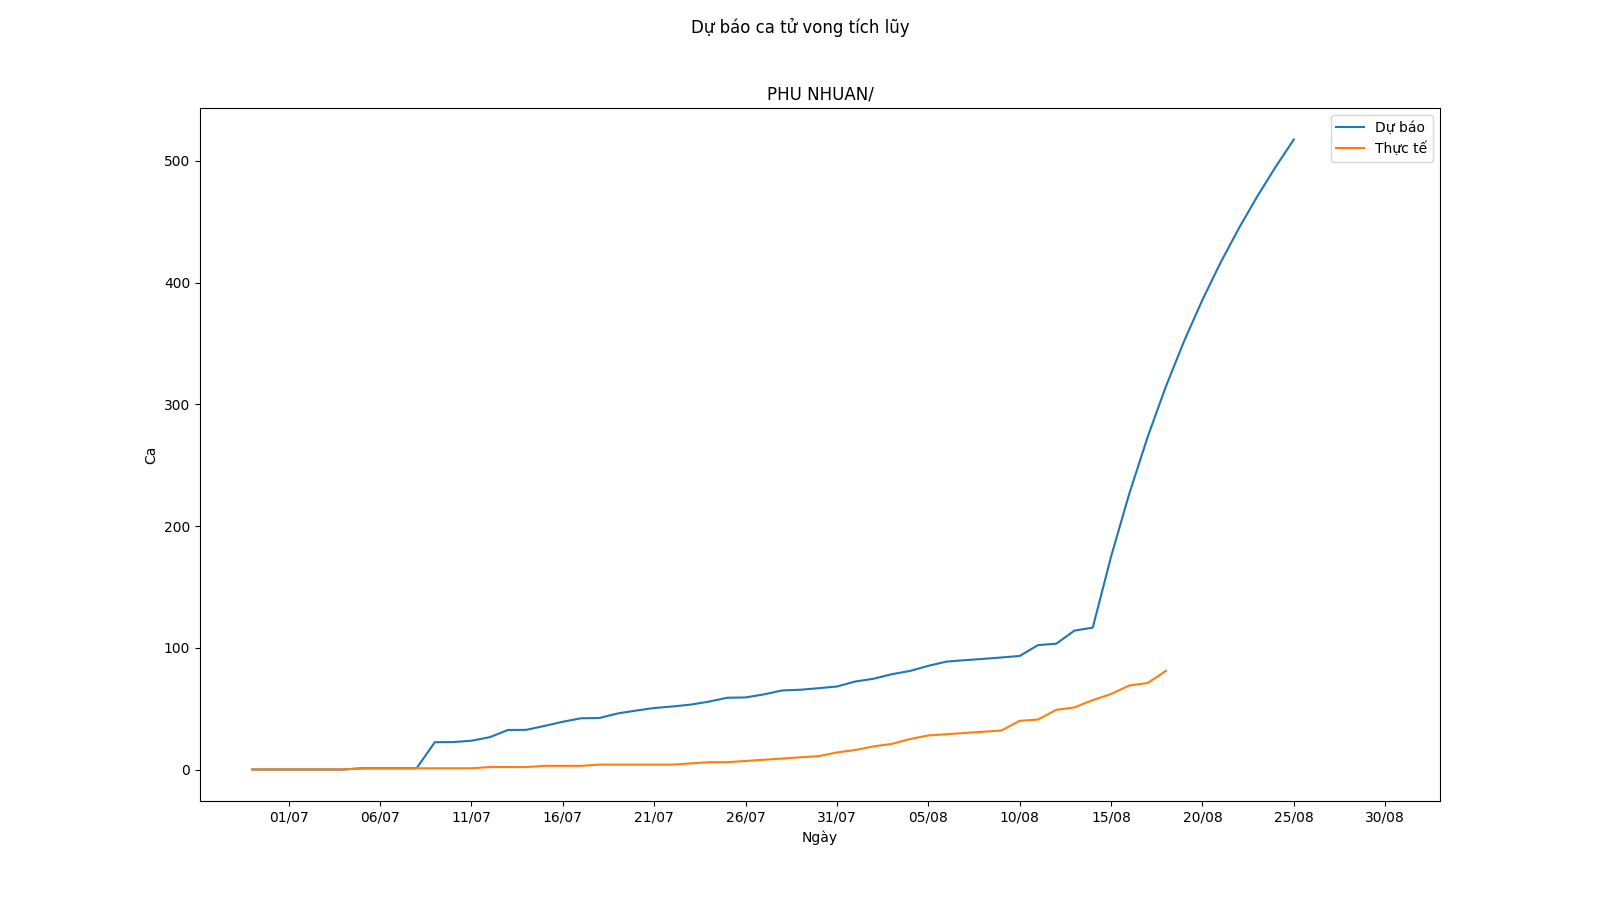 Dự báo ca tử vong tích lũy
PHU NHUAN/
Dự báo
Thực tế
500
400
300
200
100
0
Ca
01/07 06/07 11/07 16/07 21/07 26/07 31/07 05/08 10/08 15/08 20/08 25/08 30/08
Ngày